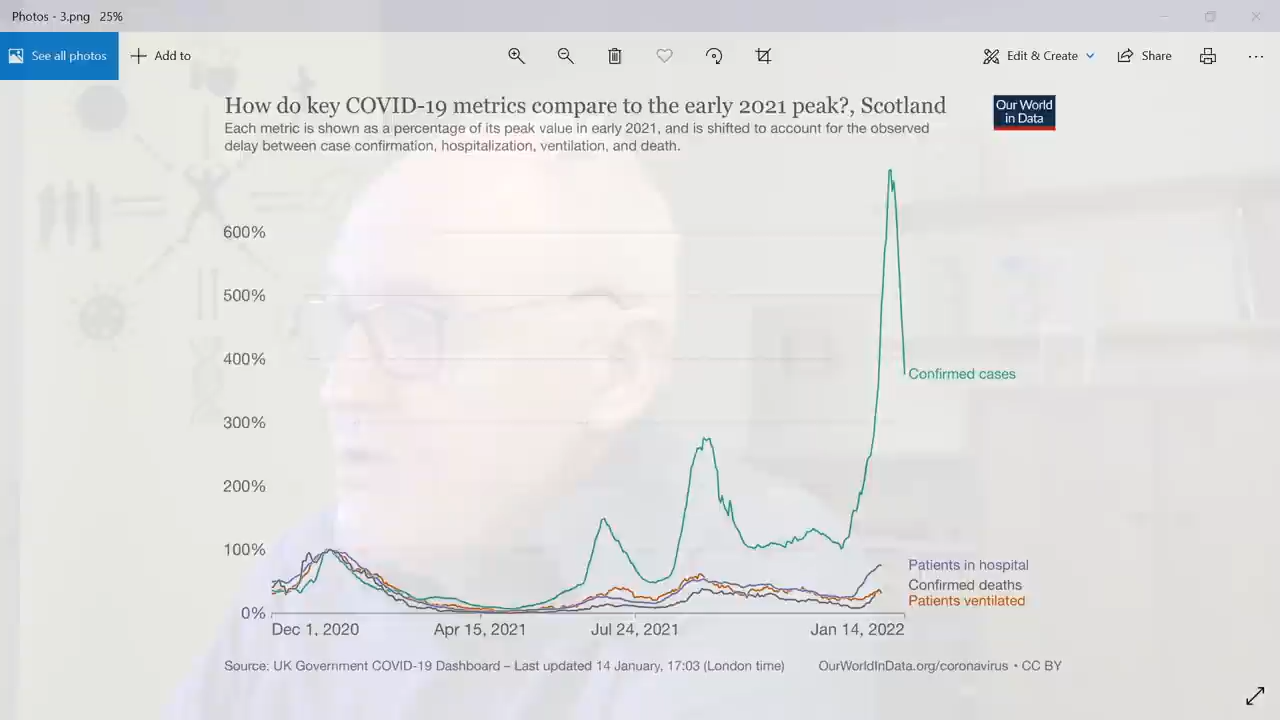 Photos - 3.png 25%
See all photos
Add to
Edit & Create
Share
How do key COVID-19 metrics compare to the early 2021 peak?, Scotland
Our World
in Data
Each metric is shown as a percentage of its peak value in early 2021, and is shifted to account for the observed
delay between case confirmation, hospitalization, ventilation, and death.
600%
500%
400%
Confirmed cases
300%
200%
100%
Patients in hospital
Confirmed deaths
Patients ventilated
0%
Dec 1, 2020
Apr 15, 2021
Jul 24, 2021
Jan 14, 2022
Source: UK Government COVID-19 Dashboard – Last updated 14 January, 17:03 (London time)
OurWorldInData.org/coronavirus • CC BY